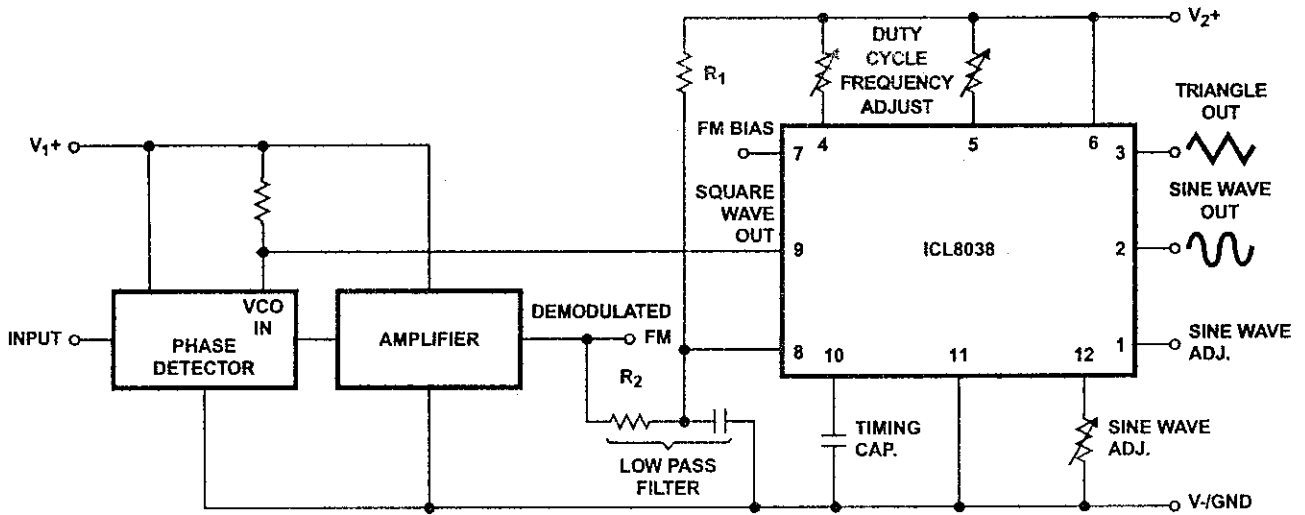 V2+
DUTY
CYCLE
FREQUENCY
ADJUST
R1
TRIANGLE
OUT
FM BIAS
4
5
6
V1+
7
3
SQUARE
WAVE
OUT
SINE WAVE
OUT
9
ICL8038
2
VCO
IN
INPUT
PHASE
DETECTOR
AMPLIFIER
DEMODULATED
FM
8
10
11
12
1
SINE WAVE
ADJ.
R2
TIMING
CAP.
SINE WAVE
ADJ.
LOW PASS
FILTER
V-/GND